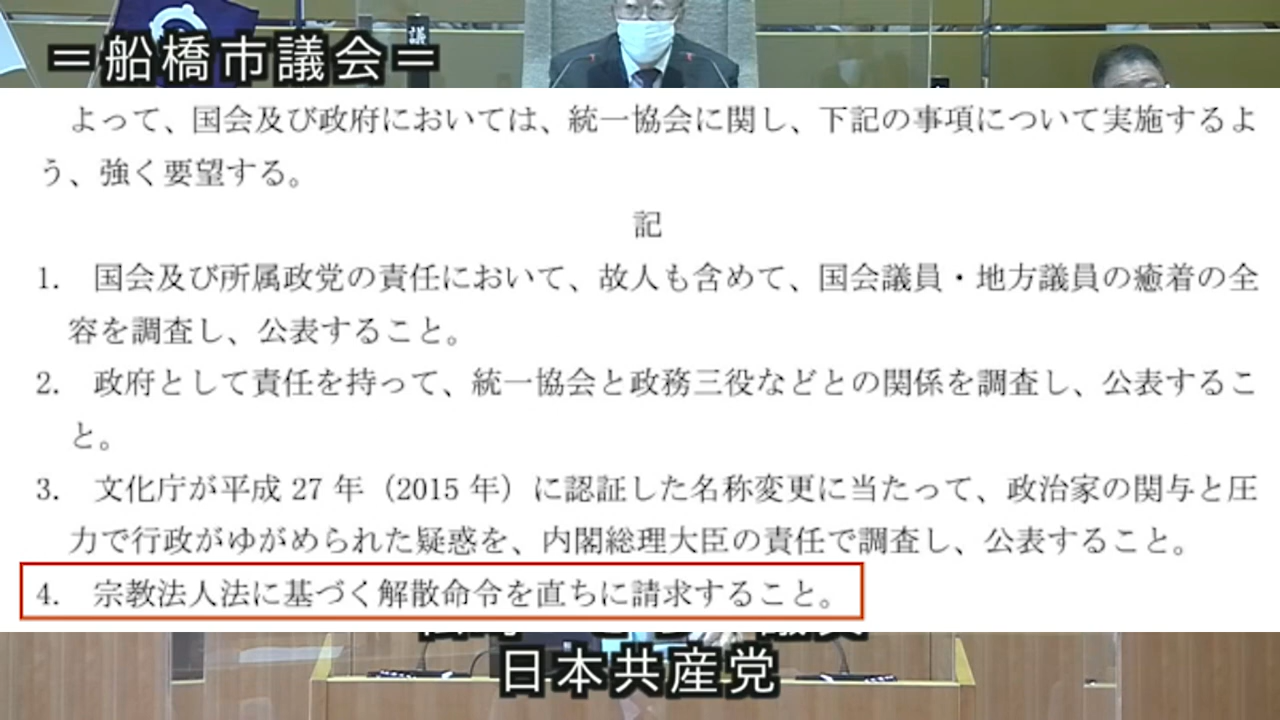 ＝船橋市議会＝
議
よって、国会及び政府においては、統一協会に関し、下記の事項について実施するよ
う、強く要望する。
記
1. 国会及び所属政党の責任において、故人も含めて、国会議員・地方議員の癒着の全
容を調査し、公表すること。
2. 政府として責任を持って、統一協会と政務三役などとの関係を調査し、公表するこ
と。
3. 文化庁が平成 27 年（2015 年）に認証した名称変更に当たって、政治家の関与と圧
力で行政がゆがめられた疑惑を、内閣総理大臣の責任で調査し、公表すること。
4. 宗教法人法に基づく解散命令を直ちに請求すること。
日本共産党